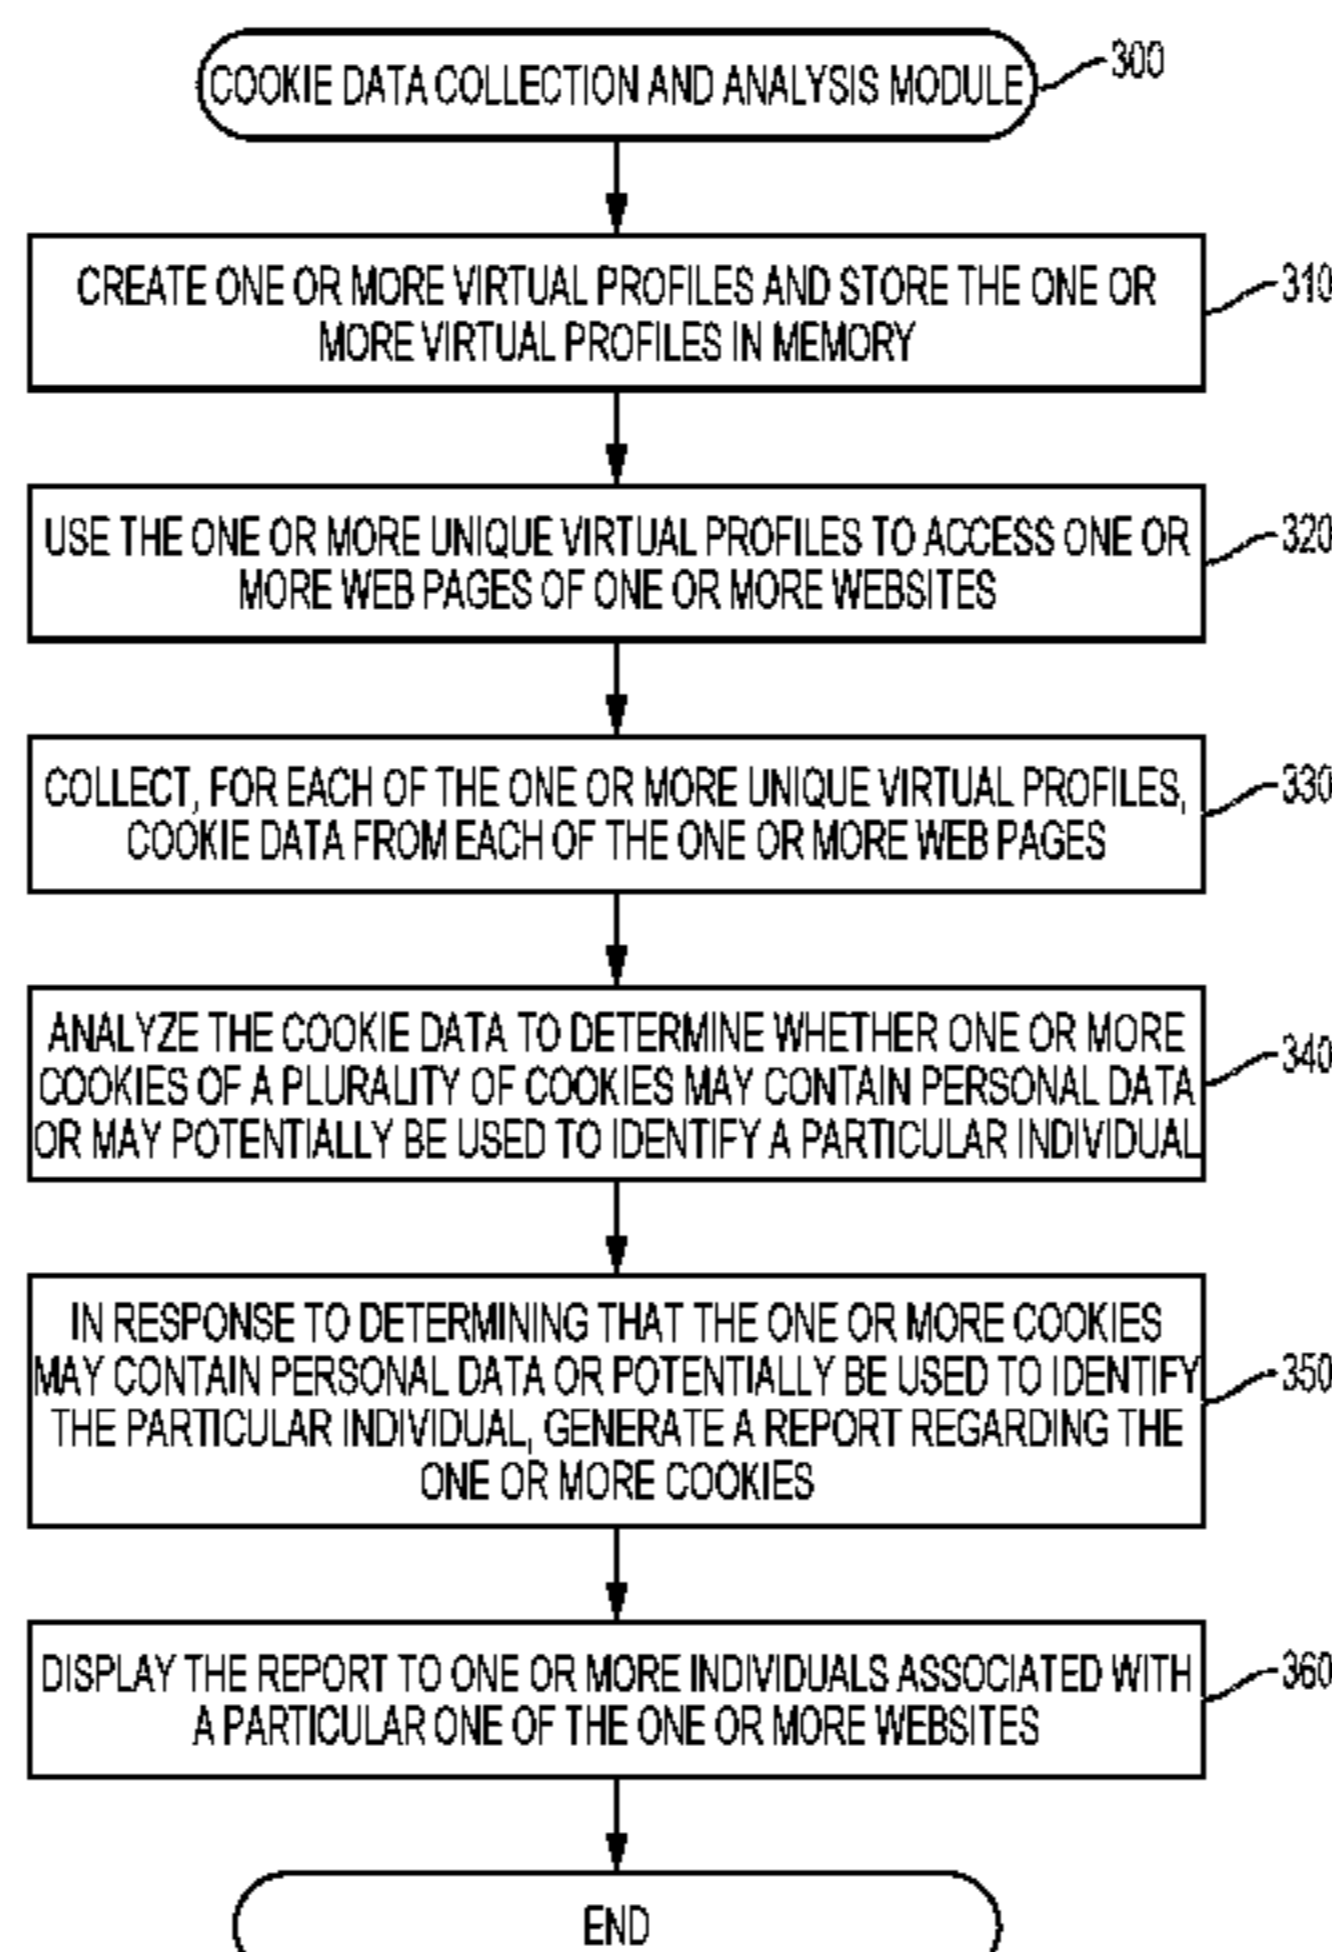 COOKIE DATA COLLECTION AND ANALYSIS MODULE
300
CREATE ONE OR MORE VIRTUAL PROFILES AND STORE THE ONE OR
MORE VIRTUAL PROFILES IN MEMORY
310
USE THE ONE OR MORE UNIQUE VIRTUAL PROFILES TO ACCESS ONE OR
MORE WEB PAGES OF ONE OR MORE WEBSITES
320
COLLECT, FOR EACH OF THE ONE OR MORE UNIQUE VIRTUAL PROFILES,
COOKIE DATA FROM EACH OF THE ONE OR MORE WEB PAGES
330
ANALYZE THE COOKIE DATA TO DETERMINE WHETHER ONE OR MORE
COOKIES OF A PLURALITY OF COOKIES MAY CONTAIN PERSONAL DATA
OR MAY POTENTIALLY BE USED TO IDENTIFY A PARTICULAR INDIVIDUAL
340
IN RESPONSE TO DETERMINING THAT THE ONE OR MORE COOKIES
MAY CONTAIN PERSONAL DATA OR POTENTIALLY BE USED TO IDENTIFY
THE PARTICULAR INDIVIDUAL, GENERATE A REPORT REGARDING THE
ONE OR MORE COOKIES
350
DISPLAY THE REPORT TO ONE OR MORE INDIVIDUALS ASSOCIATED WITH
A PARTICULAR ONE OF THE ONE OR MORE WEBSITES
360
END